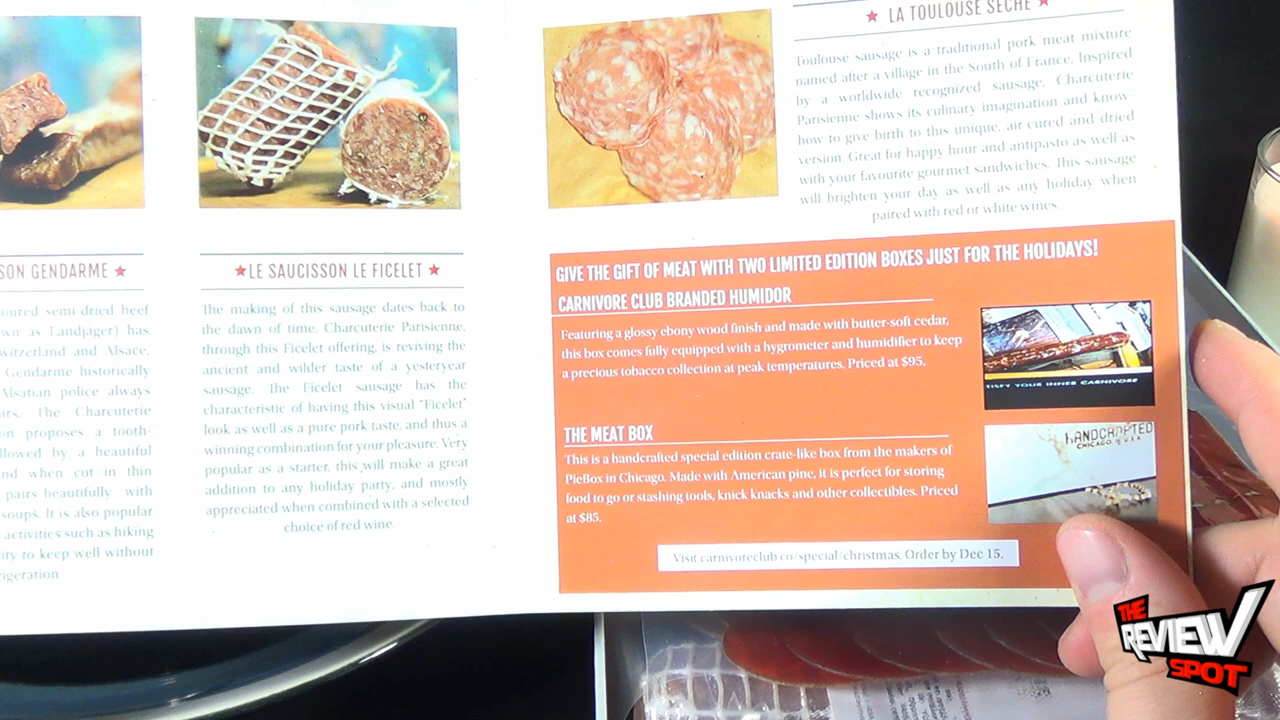 SON GENDARME ★
oured semi dried beef
wn as Landjager) has
witzerland and Alsace.
Gendarme historically
Alsatian police always
The Charcuterie
on proposes a tooth-
llowed by a beautiful
nd when cut in thin
pairs beautifully with
soups. It is also popular
activities such as hiking
ity to keep well without
rigeration
★ LE SAUCISSON LE FICELET ★
The making of this sausage dates back to
the dawn of time. Charcuterie Parisienne,
through this Ficelet offering, is reviving the
ancient and wilder taste of a yesteryear
sausage. The Ficelet sausage has the
characteristic of having this visual "Ficelet"
look as well as a pure pork taste, and thus a
winning combination for your pleasure. Very
popular as a starter, this will make a great
addition to any holiday party, and mostly
appreciated when combined with a selected
choice of red wine.
★ LA TOULOUSE SECHE ★
Toulouse sausage is a traditional pork meat mixture
named after a village in the South of France. Inspired
by a worldwide recognized sausage, Charcuterie
Parisienne shows its culinary imagination and know-
how to give birth to this unique, air-cured and dried
version. Great for happy hour and antipasto as well as
with your favourite gourmet sandwiches. This sausage
will brighten your day as well as any holiday when
paired with red or white wines.
GIVE THE GIFT OF MEAT WITH TWO LIMITED EDITION BOXES JUST FOR THE HOLIDAYS!
CARNIVORE CLUB BRANDED HUMIDOR
Featuring a glossy ebony wood finish and made with butter-soft cedar,
this box comes fully equipped with a hygrometer and humidifier to keep
a precious tobacco collection at peak temperatures. Priced at $95.
TISFY YOUR INNER CARNIVORE
THE MEAT BOX
This is a handcrafted special edition crate-like box from the makers of
PieBox in Chicago. Made with American pine, it is perfect for storing
food to go or stashing tools, knick knacks and other collectibles. Priced
at $85.
HANDCRAFTED
CHICAGO U.S.A
Visit carnivoreclub.co/special/christmas. Order by Dec 15.
THE
REVIEW
SPOT